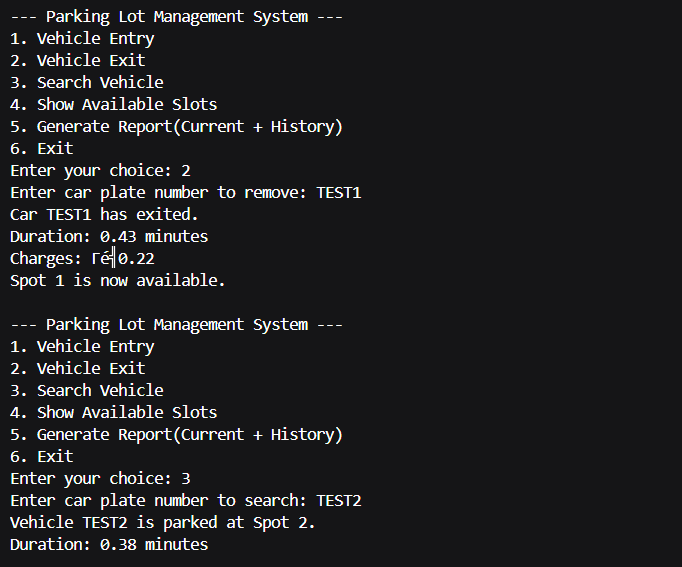 --- Parking Lot Management System ---
1. Vehicle Entry
2. Vehicle Exit
3. Search Vehicle
4. Show Available Slots
5. Generate Report(Current + History)
6. Exit
Enter your choice: 2
Enter car plate number to remove: TEST1
Car TEST1 has exited.
Duration: 0.43 minutes
Charges: Γé╣0.22
Spot 1 is now available.

--- Parking Lot Management System ---
1. Vehicle Entry
2. Vehicle Exit
3. Search Vehicle
4. Show Available Slots
5. Generate Report(Current + History)
6. Exit
Enter your choice: 3
Enter car plate number to search: TEST2
Vehicle TEST2 is parked at Spot 2.
Duration: 0.38 minutes